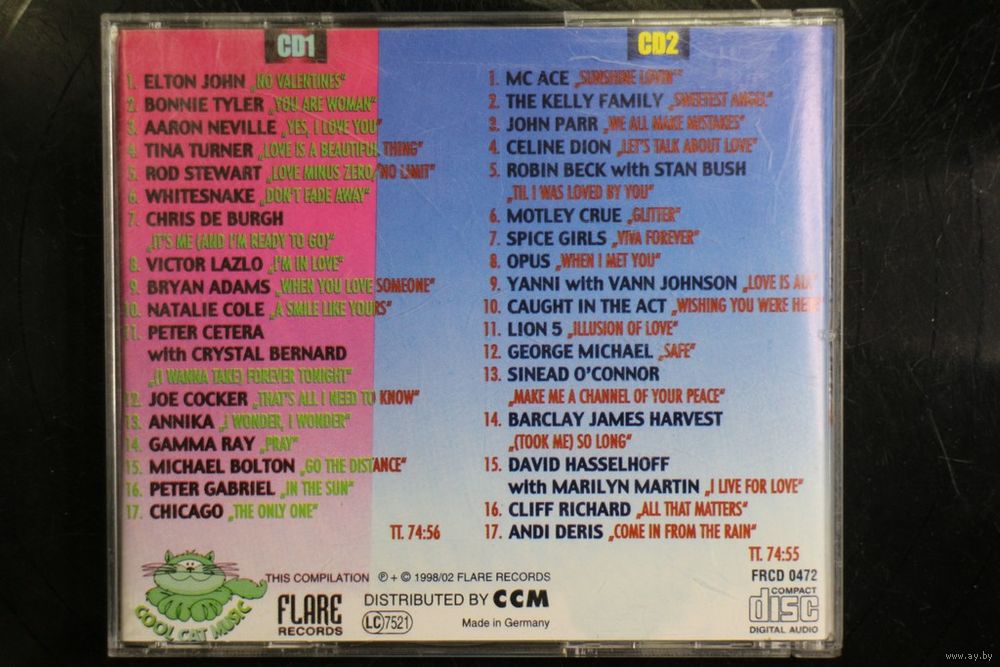 CD1
1. ELTON JOHN „NO VALENTINES"
2. BONNIE TYLER „YOU ARE WOMAN"
3. AARON NEVILLE „YES, I LOVE YOU"
4. TINA TURNER „LOVE IS A BEAUTIFUL THING"
5. ROD STEWART „LOVE MINUS ZERO/NO LIMIT"
6. WHITESNAKE „DON'T FADE AWAY"
7. CHRIS DE BURGH
„IT'S ME (AND I'M READY TO GO)"
8. VICTOR LAZLO „I'M IN LOVE"
9. BRYAN ADAMS „WHEN YOU LOVE SOMEONE"
10. NATALIE COLE „A SMILE LIKE YOURS"
11. PETER CETERA
with CRYSTAL BERNARD
„(I WANNA TAKE) FOREVER TONIGHT"
12. JOE COCKER „THAT'S ALL I NEED TO KNOW"
13. ANNIKA „I WONDER, I WONDER"
14. GAMMA RAY „PRAY"
15. MICHAEL BOLTON „GO THE DISTANCE"
16. PETER GABRIEL „IN THE SUN"
17. CHICAGO „THE ONLY ONE"
TT. 74:56
CD2
1. MC ACE „SUNSHINE LOVIN'"
2. THE KELLY FAMILY „SWEETEST ANGEL"
3. JOHN PARR „WE ALL MAKE MISTAKES"
4. CELINE DION „LET'S TALK ABOUT LOVE"
5. ROBIN BECK with STAN BUSH
„TIL I WAS LOVED BY YOU"
6. MOTLEY CRUE „GLITTER"
7. SPICE GIRLS „VIVA FOREVER"
8. OPUS „WHEN I MET YOU"
9. YANNI with VANN JOHNSON „LOVE IS ALL"
10. CAUGHT IN THE ACT „WISHING YOU WERE HERE"
11. LION 5 „ILLUSION OF LOVE"
12. GEORGE MICHAEL „SAFE"
13. SINEAD O'CONNOR
„MAKE ME A CHANNEL OF YOUR PEACE"
14. BARCLAY JAMES HARVEST
„(TOOK ME) SO LONG"
15. DAVID HASSELHOFF
with MARILYN MARTIN „I LIVE FOR LOVE"
16. CLIFF RICHARD „ALL THAT MATTERS"
17. ANDI DERIS „COME IN FROM THE RAIN"
TT. 74:55
COOL CAT MUSIC
THIS COMPILATION ℗ + © 1998/02 FLARE RECORDS
FLARE
RECORDS
DISTRIBUTED BY CCM
LC 7521
Made in Germany
FRCD 0472
COMPACT
disc
DIGITAL AUDIO
www.ay.by